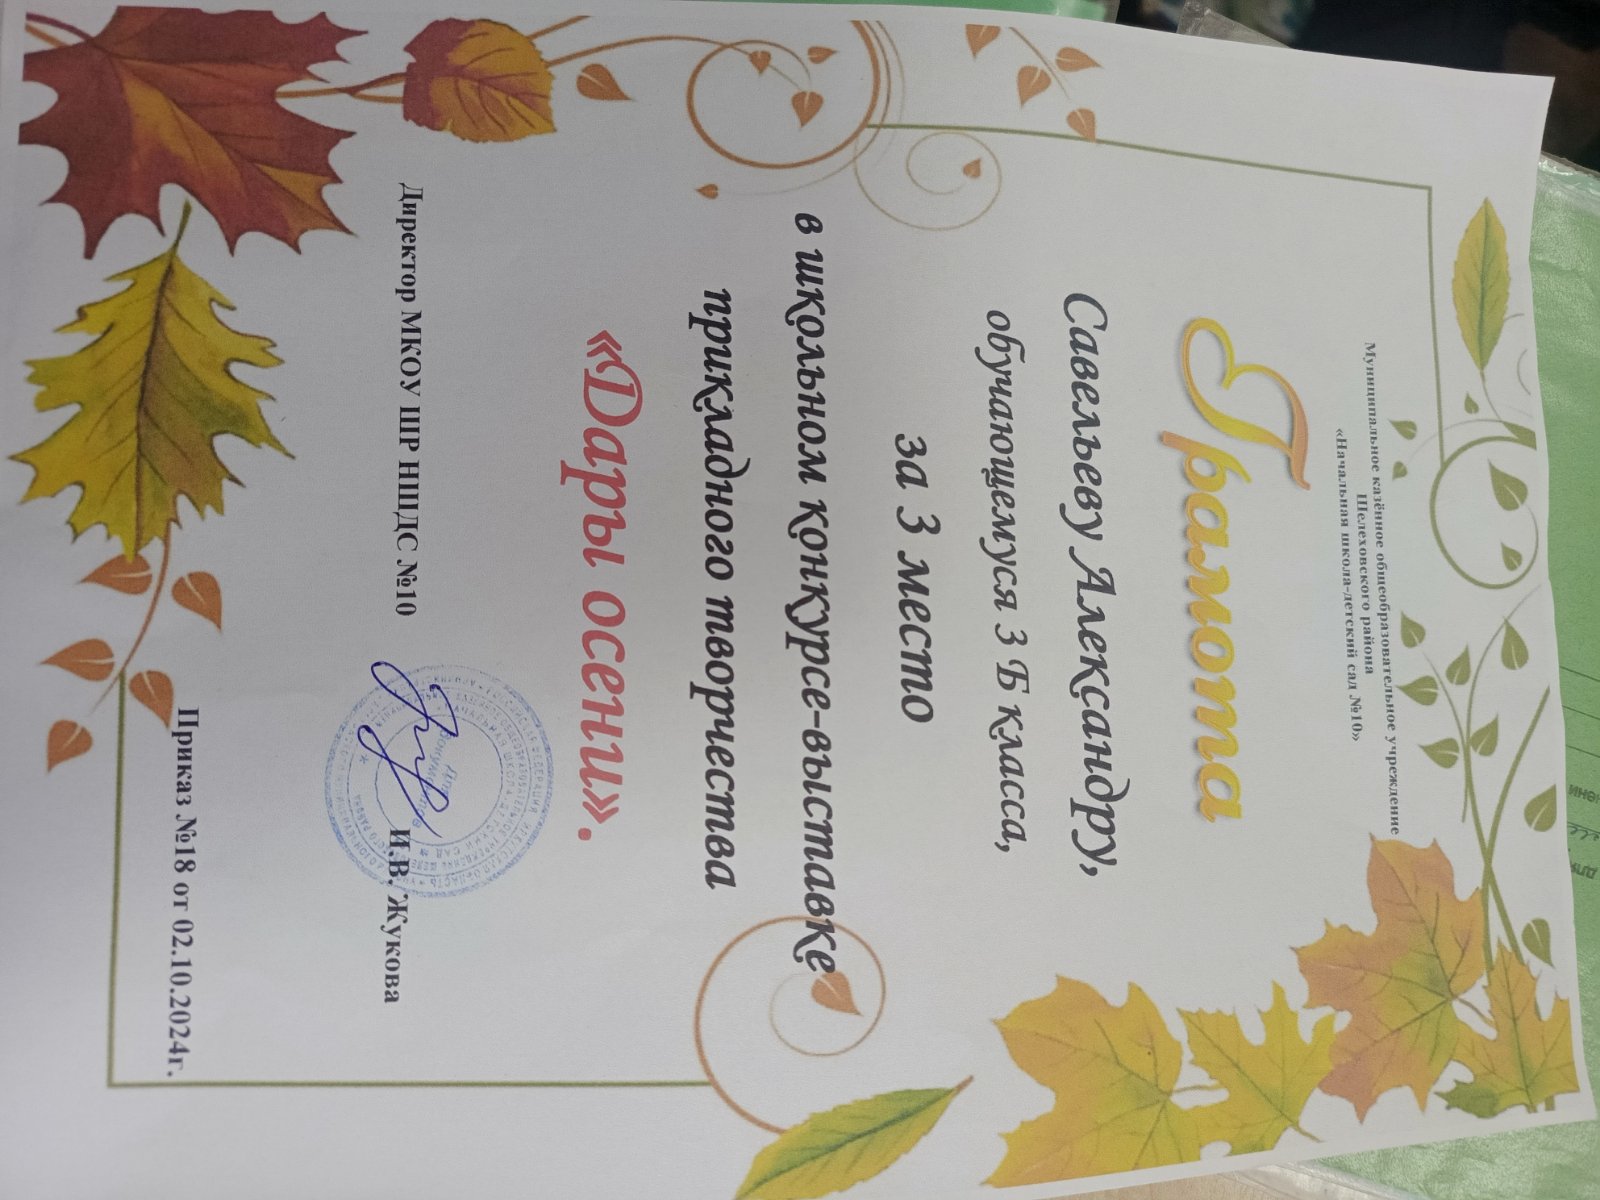 Муниципальное казённое общеобразовательное учреждение
Шелеховского района
«Начальная школа-детский сад №10»
Грамота
Савельеву Александру,
обучающемуся 3 Б класса,
за 3 место
в школьном конкурсе-выставке
прикладного творчества
«Дары осени».
Директор МКОУ ШР НШДС №10 И.В. Жукова
Приказ №18 от 02.10.2024г.